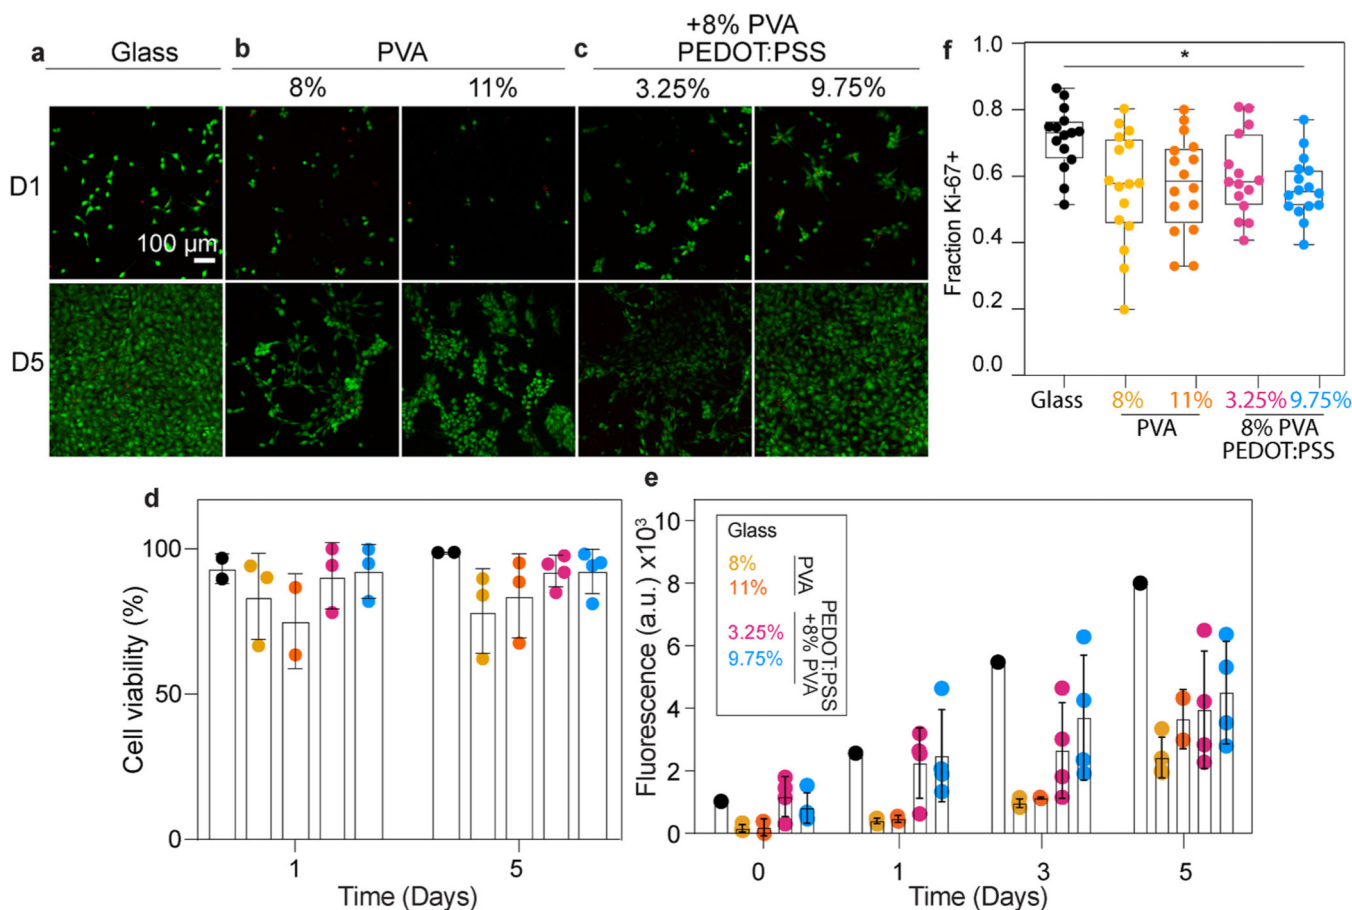 a Glass b PVA c +8% PVA PEDOT:PSS
8% 11% 3.25% 9.75%
D1
100 µm
D5
f
Fraction Ki-67+
1.0
0.8
0.6
0.4
0.2
0.0
*
Glass 8% 11% 3.25% 9.75%
PVA 8% PVA
PEDOT:PSS
d
Cell viability (%)
100
50
0
1 5
Time (Days)
e
Fluorescence (a.u.) x10³
10
8
6
4
2
0
Glass
8%
11%
PVA
3.25%
9.75%
PEDOT:PSS
+8% PVA
0 1 3 5
Time (Days)